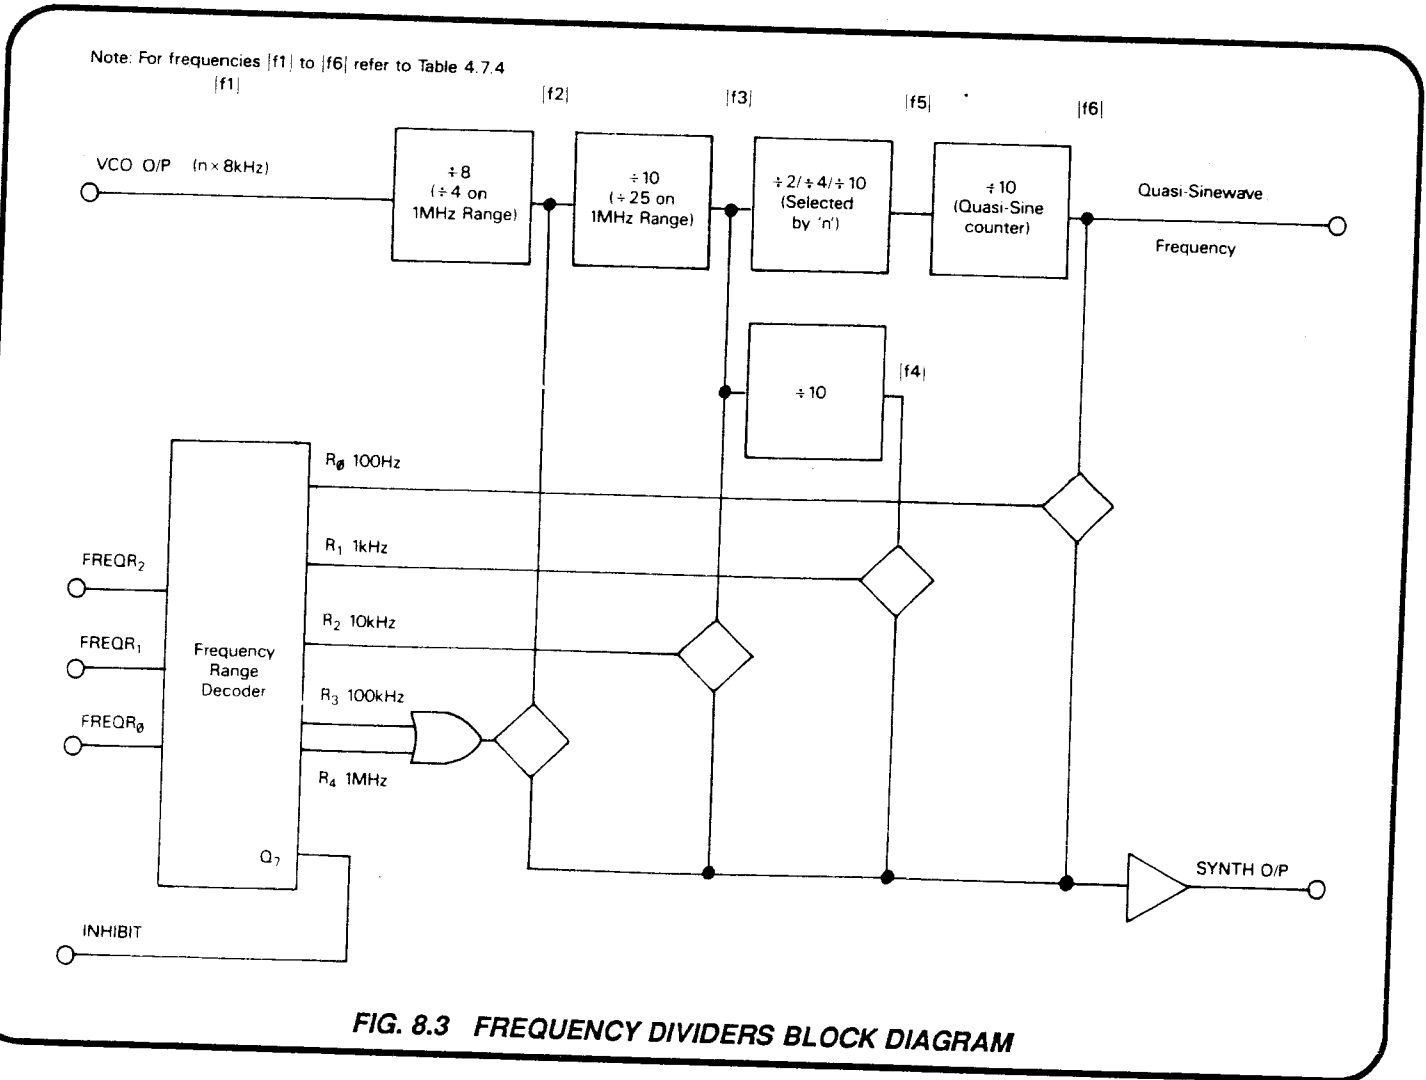 Note: For frequencies |f1| to |f6| refer to Table 4.7.4
|f1|
|f2|
|f3|
|f5|
|f6|
VCO O/P (n × 8kHz)
÷8
(÷4 on
1MHz Range)
÷10
(÷25 on
1MHz Range)
÷2/÷4/÷10
(Selected
by 'n')
÷10
(Quasi-Sine
counter)
Quasi-Sinewave
Frequency
÷10
|f4|
R₀ 100Hz
R₁ 1kHz
R₂ 10kHz
R₃ 100kHz
R₄ 1MHz
FREQR₂
FREQR₁
FREQR₀
Frequency
Range
Decoder
Q₇
INHIBIT
SYNTH O/P
FIG. 8.3 FREQUENCY DIVIDERS BLOCK DIAGRAM